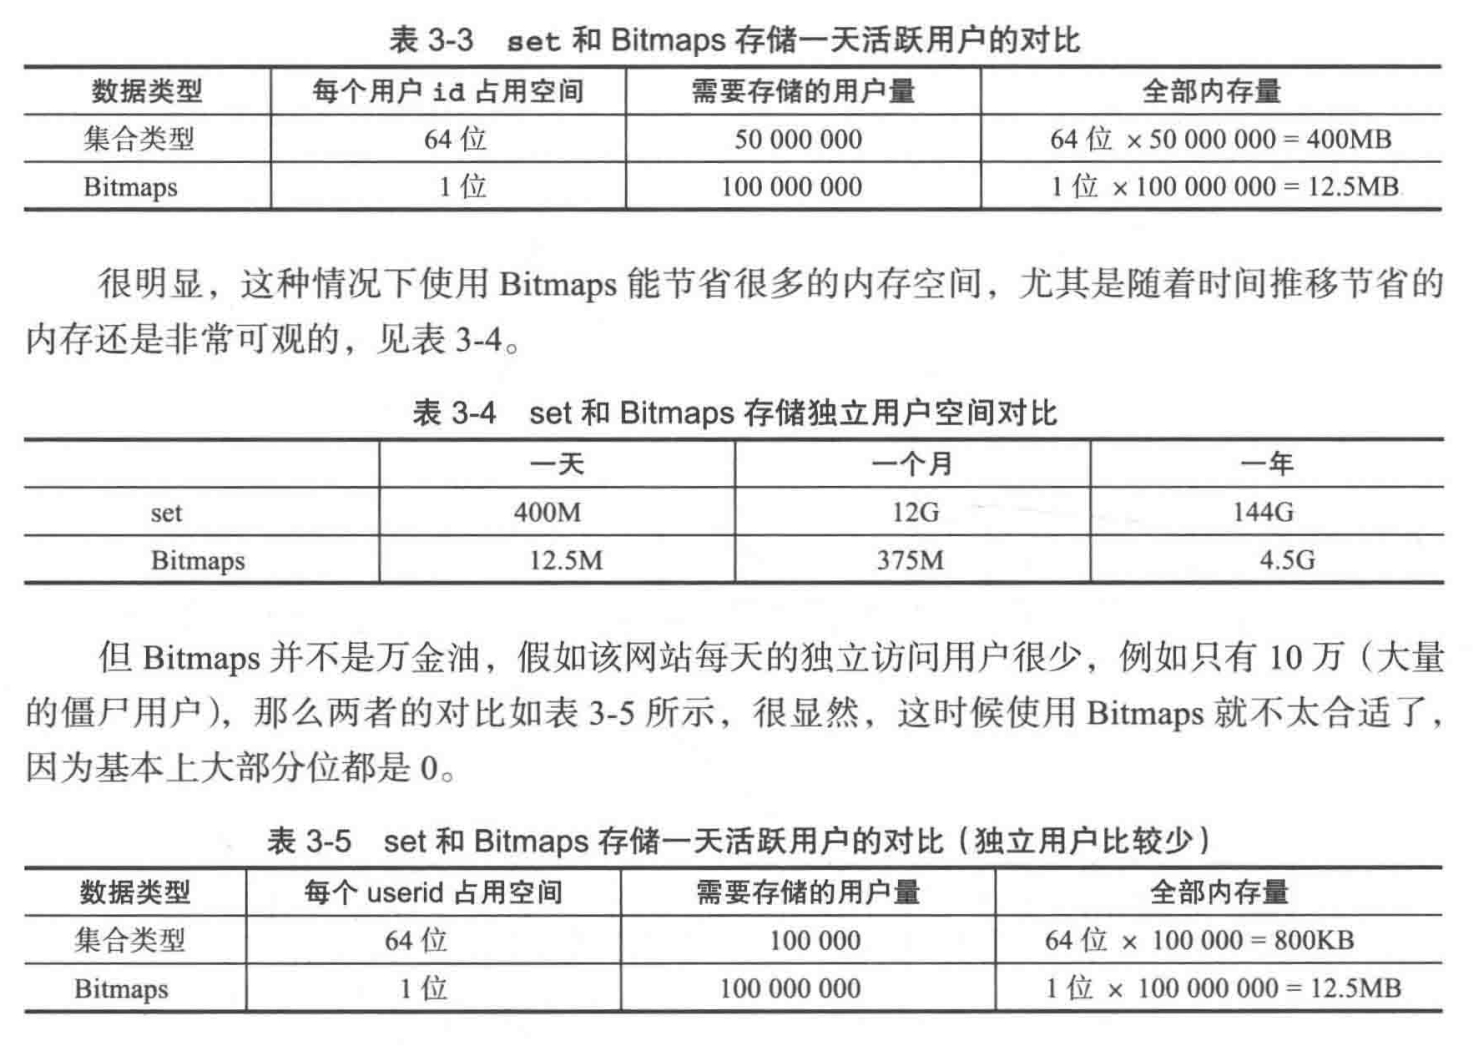 表 3-3 set 和 Bitmaps 存储一天活跃用户的对比
数据类型 每个用户 id 占用空间 需要存储的用户量 全部内存量
集合类型 64 位 50 000 000 64 位 × 50 000 000 = 400MB
Bitmaps 1 位 100 000 000 1 位 × 100 000 000 = 12.5MB
很明显，这种情况下使用 Bitmaps 能节省很多的内存空间，尤其是随着时间推移节省的
内存还是非常可观的，见表 3-4。
表 3-4 set 和 Bitmaps 存储独立用户空间对比
一天 一个月 一年
set 400M 12G 144G
Bitmaps 12.5M 375M 4.5G
但 Bitmaps 并不是万金油，假如该网站每天的独立访问用户很少，例如只有 10 万（大量
的僵尸用户），那么两者的对比如表 3-5 所示，很显然，这时候使用 Bitmaps 就不太合适了，
因为基本上大部分位都是 0。
表 3-5 set 和 Bitmaps 存储一天活跃用户的对比（独立用户比较少）
数据类型 每个 userid 占用空间 需要存储的用户量 全部内存量
集合类型 64 位 100 000 64 位 × 100 000 = 800KB
Bitmaps 1 位 100 000 000 1 位 × 100 000 000 = 12.5MB